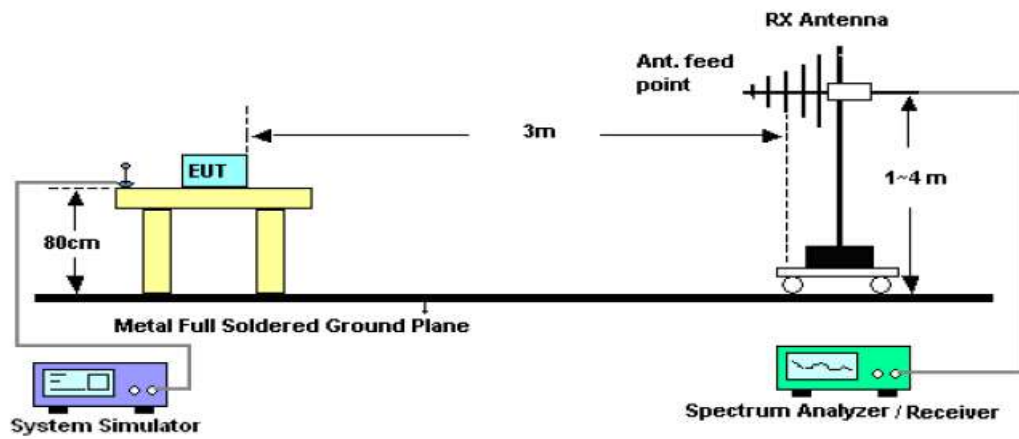 RX Antenna
Ant. feed
point
3m
EUT
1~4 m
80cm
Metal Full Soldered Ground Plane
System Simulator
Spectrum Analyzer / Receiver